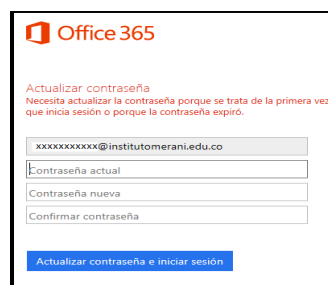 Office 365
Actualizar contraseña
Necesita actualizar la contraseña porque se trata de la primera vez
que inicia sesión o porque la contraseña expiró.
xxxxxxxxxxx@institutomerani.edu.co
Contraseña actual
Contraseña nueva
Confirmar contraseña
Actualizar contraseña e iniciar sesión